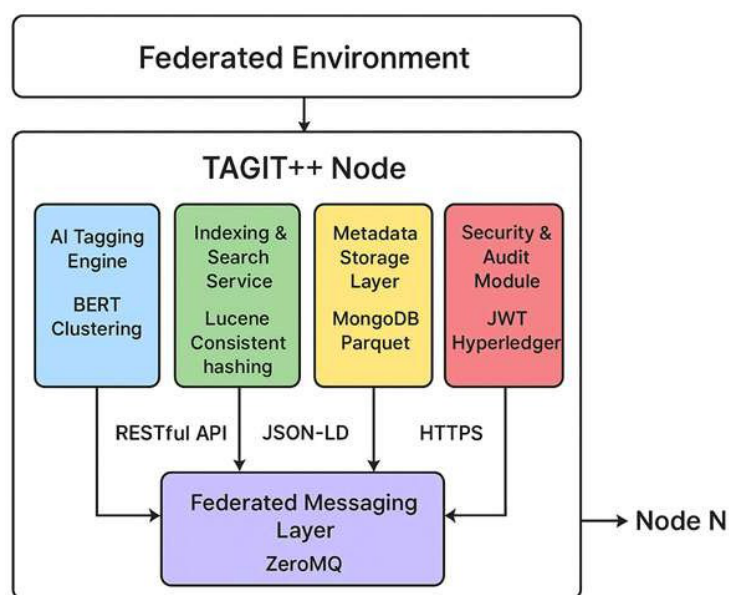 Federated Environment
TAGIT++ Node
AI Tagging
Engine
BERT
Clustering
Indexing &
Search
Service
Lucene
Consistent
hashing
Metadata
Storage
Layer
MongoDB
Parquet
Security &
Audit
Module
JWT
Hyperledger
RESTful API
JSON-LD
HTTPS
Federated Messaging
Layer
ZeroMQ
Node N